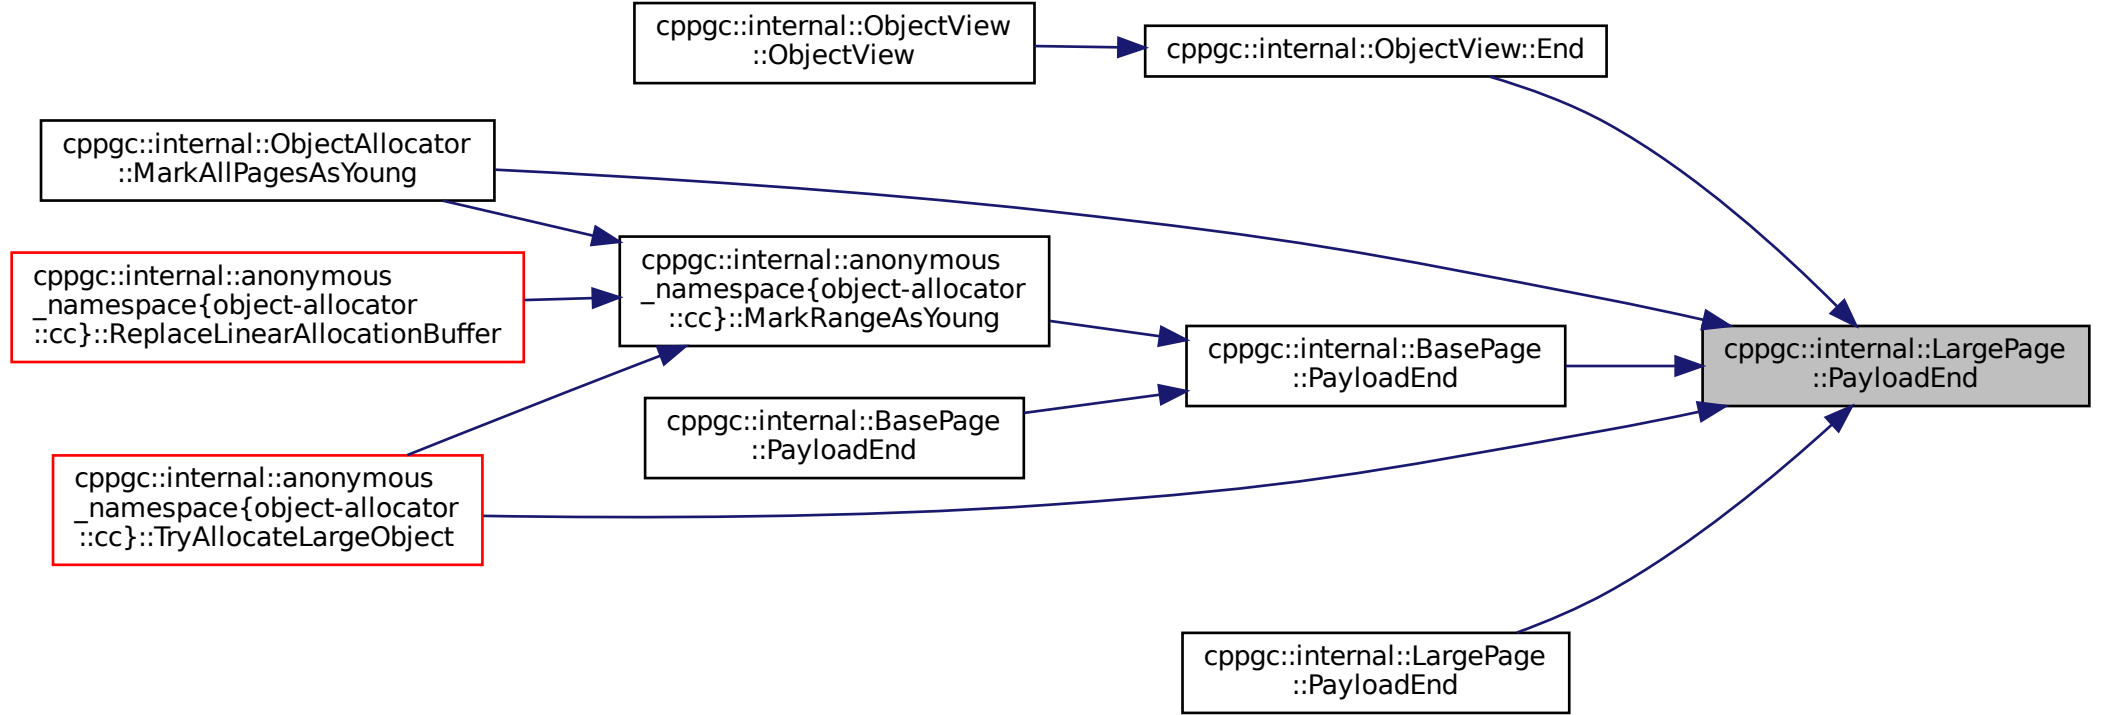 cppgc::internal::ObjectView
::ObjectView
cppgc::internal::ObjectView::End
cppgc::internal::ObjectAllocator
::MarkAllPagesAsYoung
cppgc::internal::anonymous
_namespace{object-allocator
::cc}::ReplaceLinearAllocationBuffer
cppgc::internal::anonymous
_namespace{object-allocator
::cc}::MarkRangeAsYoung
cppgc::internal::BasePage
::PayloadEnd
cppgc::internal::LargePage
::PayloadEnd
cppgc::internal::BasePage
::PayloadEnd
cppgc::internal::anonymous
_namespace{object-allocator
::cc}::TryAllocateLargeObject
cppgc::internal::LargePage
::PayloadEnd